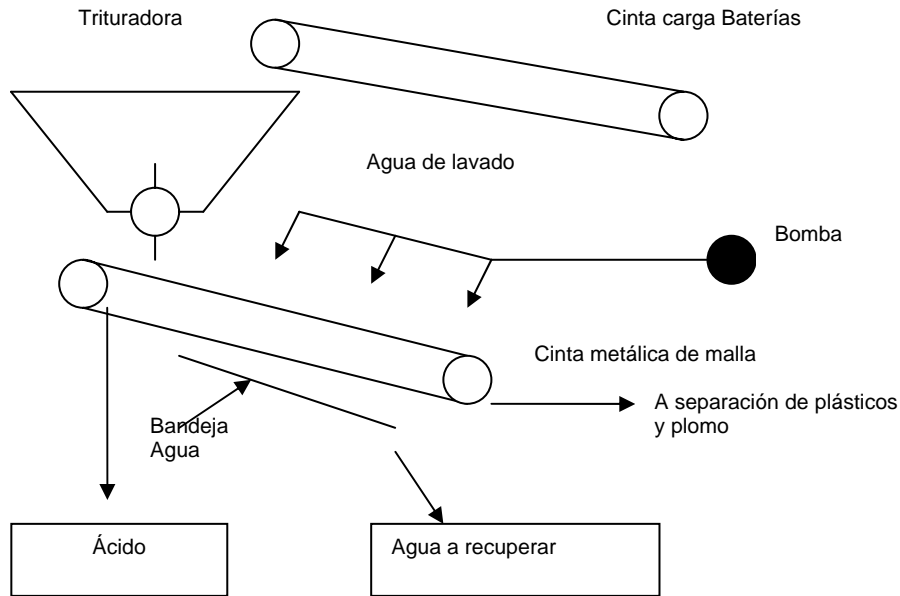 Trituradora
Cinta carga Baterías
Agua de lavado
Bomba
Cinta metálica de malla
A separación de plásticos
y plomo
Bandeja
Agua
Ácido
Agua a recuperar